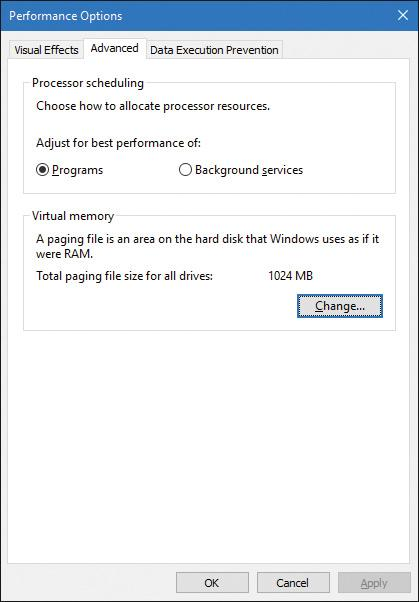 Performance Options
Visual Effects Advanced Data Execution Prevention
Processor scheduling
Choose how to allocate processor resources.
Adjust for best performance of:
Programs Background services
Virtual memory
A paging file is an area on the hard disk that Windows uses as if it
were RAM.
Total paging file size for all drives: 1024 MB
Change...
OK Cancel Apply